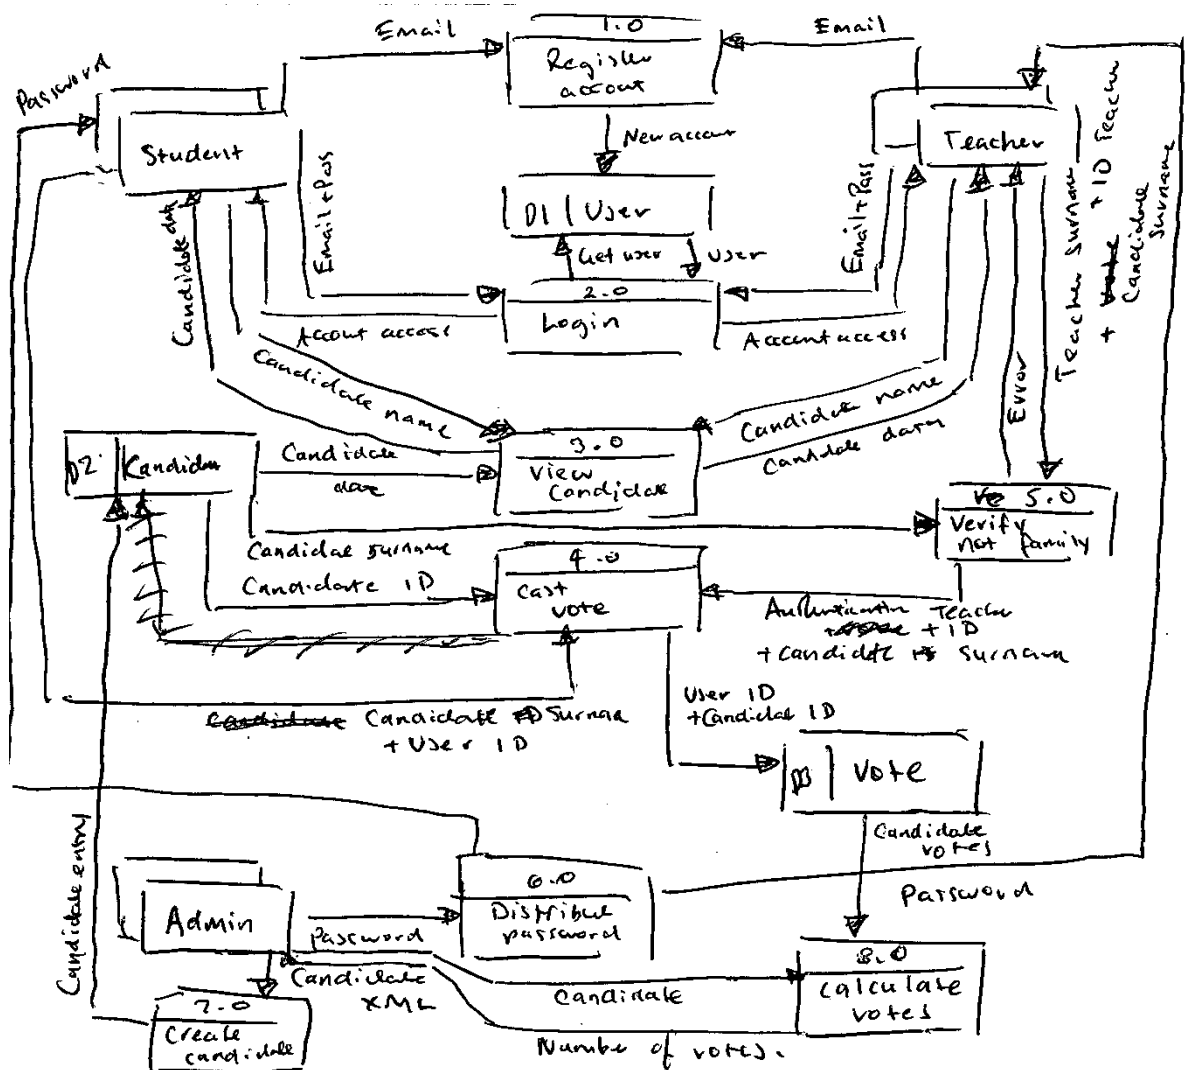 Email
1.0
Email
Register
accout
Password
New accout
Student
Teacher
D1 User
Email+Pass
Email+Pass
Get user
User
Candidate data
2.0
Login
Accout access
Account access
Teacher Surname
+ ID Teacher
+ Candidate
Surname
Candidate name
Candidate name
Candidate data
Error
D2
Candidate
3.0
View
Candidate
5.0
Verify
not family
Candidate surname
Candidate ID
4.0
Cast
vote
Authentication Teacher
+ ID
+ Candidate Surname
Candidate
+ User ID
User ID
+ Candidate ID
D3 Vote
Candidate
votes
Candidate entry
6.0
Distribute
password
Password
Admin
Password
Candidate
XML
Candidate
8.0
Calculate
votes
7.0
Create
candidate
Number of votes.